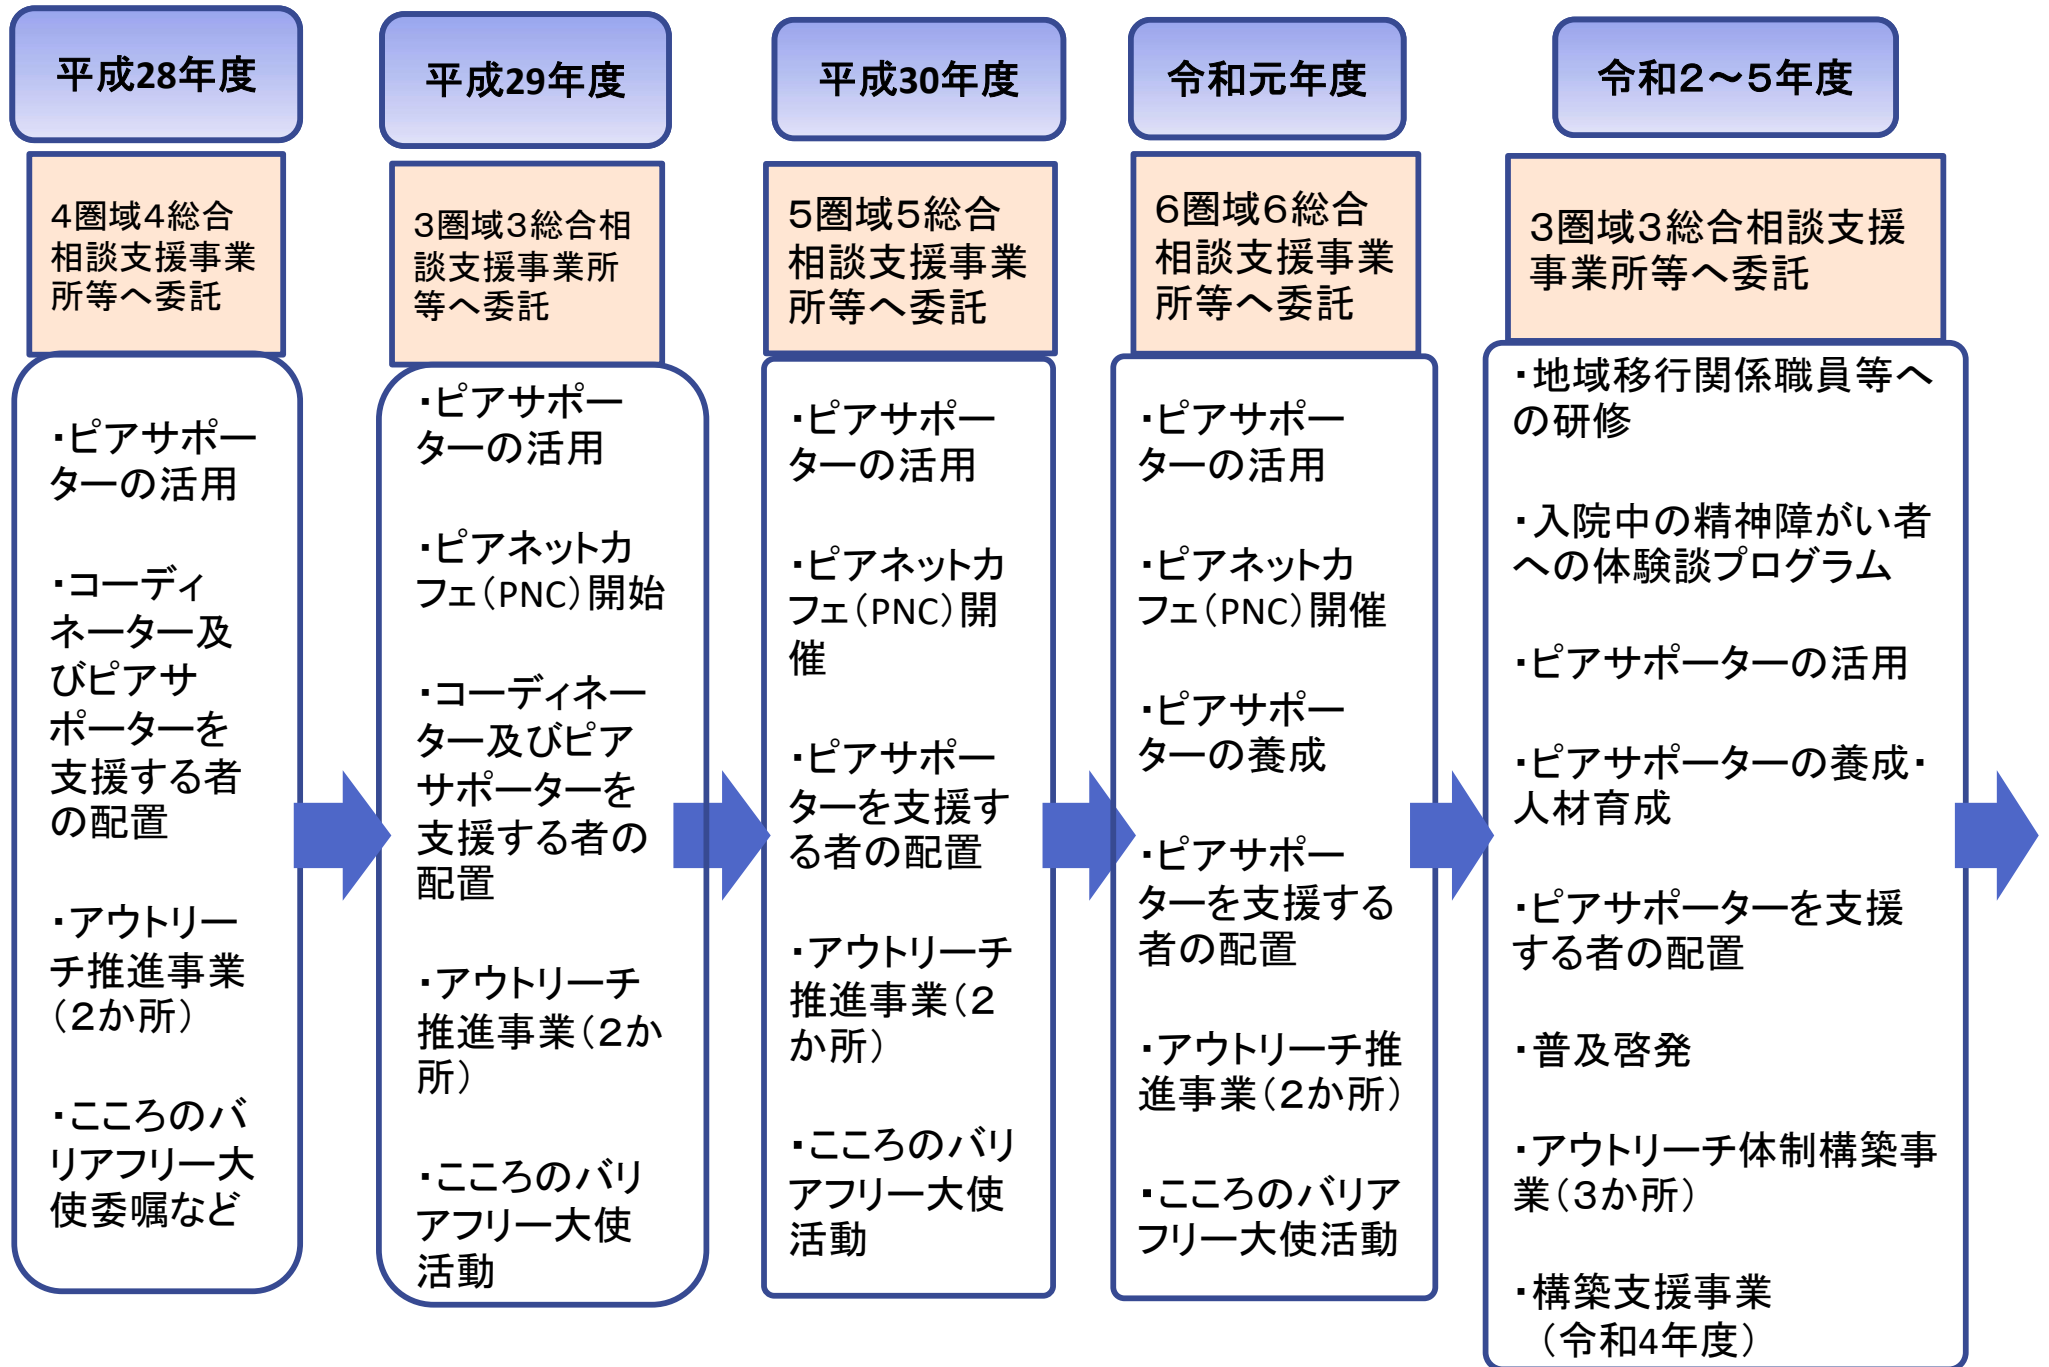 平成28年度
4圏域4総合
相談支援事業
所等へ委託
・ピアサポー
ターの活用
・コーディ
ネーター及
びピアサ
ポーターを
支援する者
の配置
・アウトリー
チ推進事業
（2か所）
・こころのバ
リアフリー大
使委嘱など
平成29年度
3圏域3総合相
談支援事業所
等へ委託
・ピアサポー
ターの活用
・ピアネットカ
フェ（PNC）開始
・コーディネー
ター及びピア
サポーターを
支援する者の
配置
・アウトリーチ
推進事業（2か
所）
・こころのバリ
アフリー大使
活動
平成30年度
5圏域5総合
相談支援事業
所等へ委託
・ピアサポー
ターの活用
・ピアネットカ
フェ（PNC）開
催
・ピアサポー
ターを支援す
る者の配置
・アウトリーチ
推進事業（2
か所）
・こころのバリ
アフリー大使
活動
令和元年度
6圏域6総合
相談支援事業
所等へ委託
・ピアサポー
ターの活用
・ピアネットカ
フェ（PNC）開催
・ピアサポー
ターの養成
・ピアサポー
ターを支援する
者の配置
・アウトリーチ推
進事業（2か所）
・こころのバリア
フリー大使活動
令和２～５年度
3圏域3総合相談支援
事業所等へ委託
・地域移行関係職員等へ
の研修
・入院中の精神障がい者
への体験談プログラム
・ピアサポーターの活用
・ピアサポーターの養成・
人材育成
・ピアサポーターを支援
する者の配置
・普及啓発
・アウトリーチ体制構築事
業（3か所）
・構築支援事業
（令和4年度）